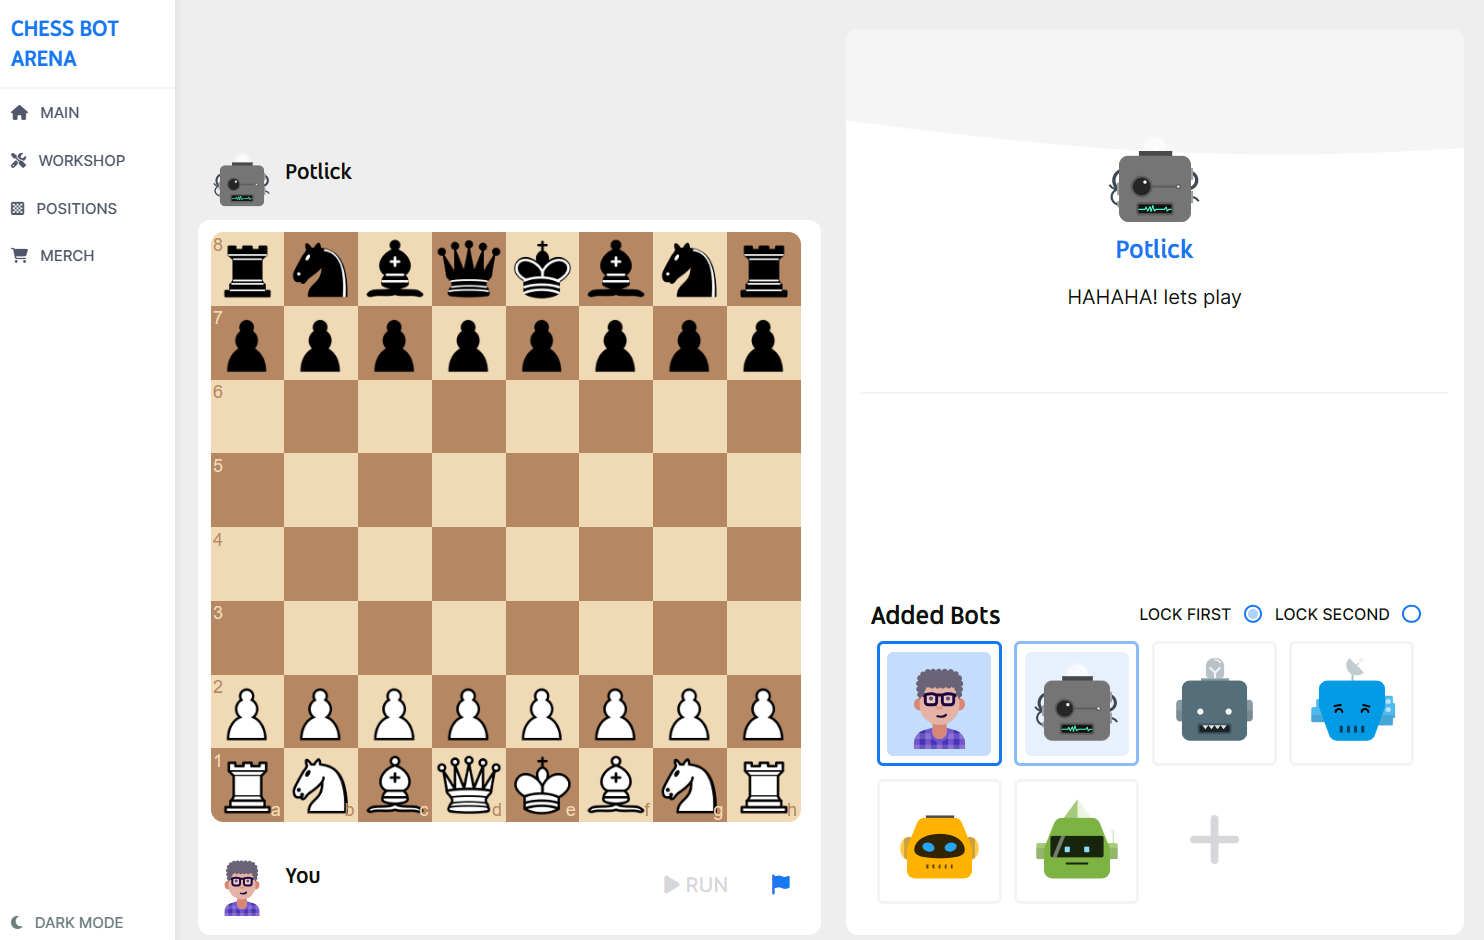 CHESS BOT
ARENA
MAIN
WORKSHOP
POSITIONS
MERCH
DARK MODE
Potlick
8
7
6
5
4
3
2
1
a b c d e f g h
You
RUN
Potlick
HAHAHA! lets play
Added Bots
LOCK FIRST LOCK SECOND